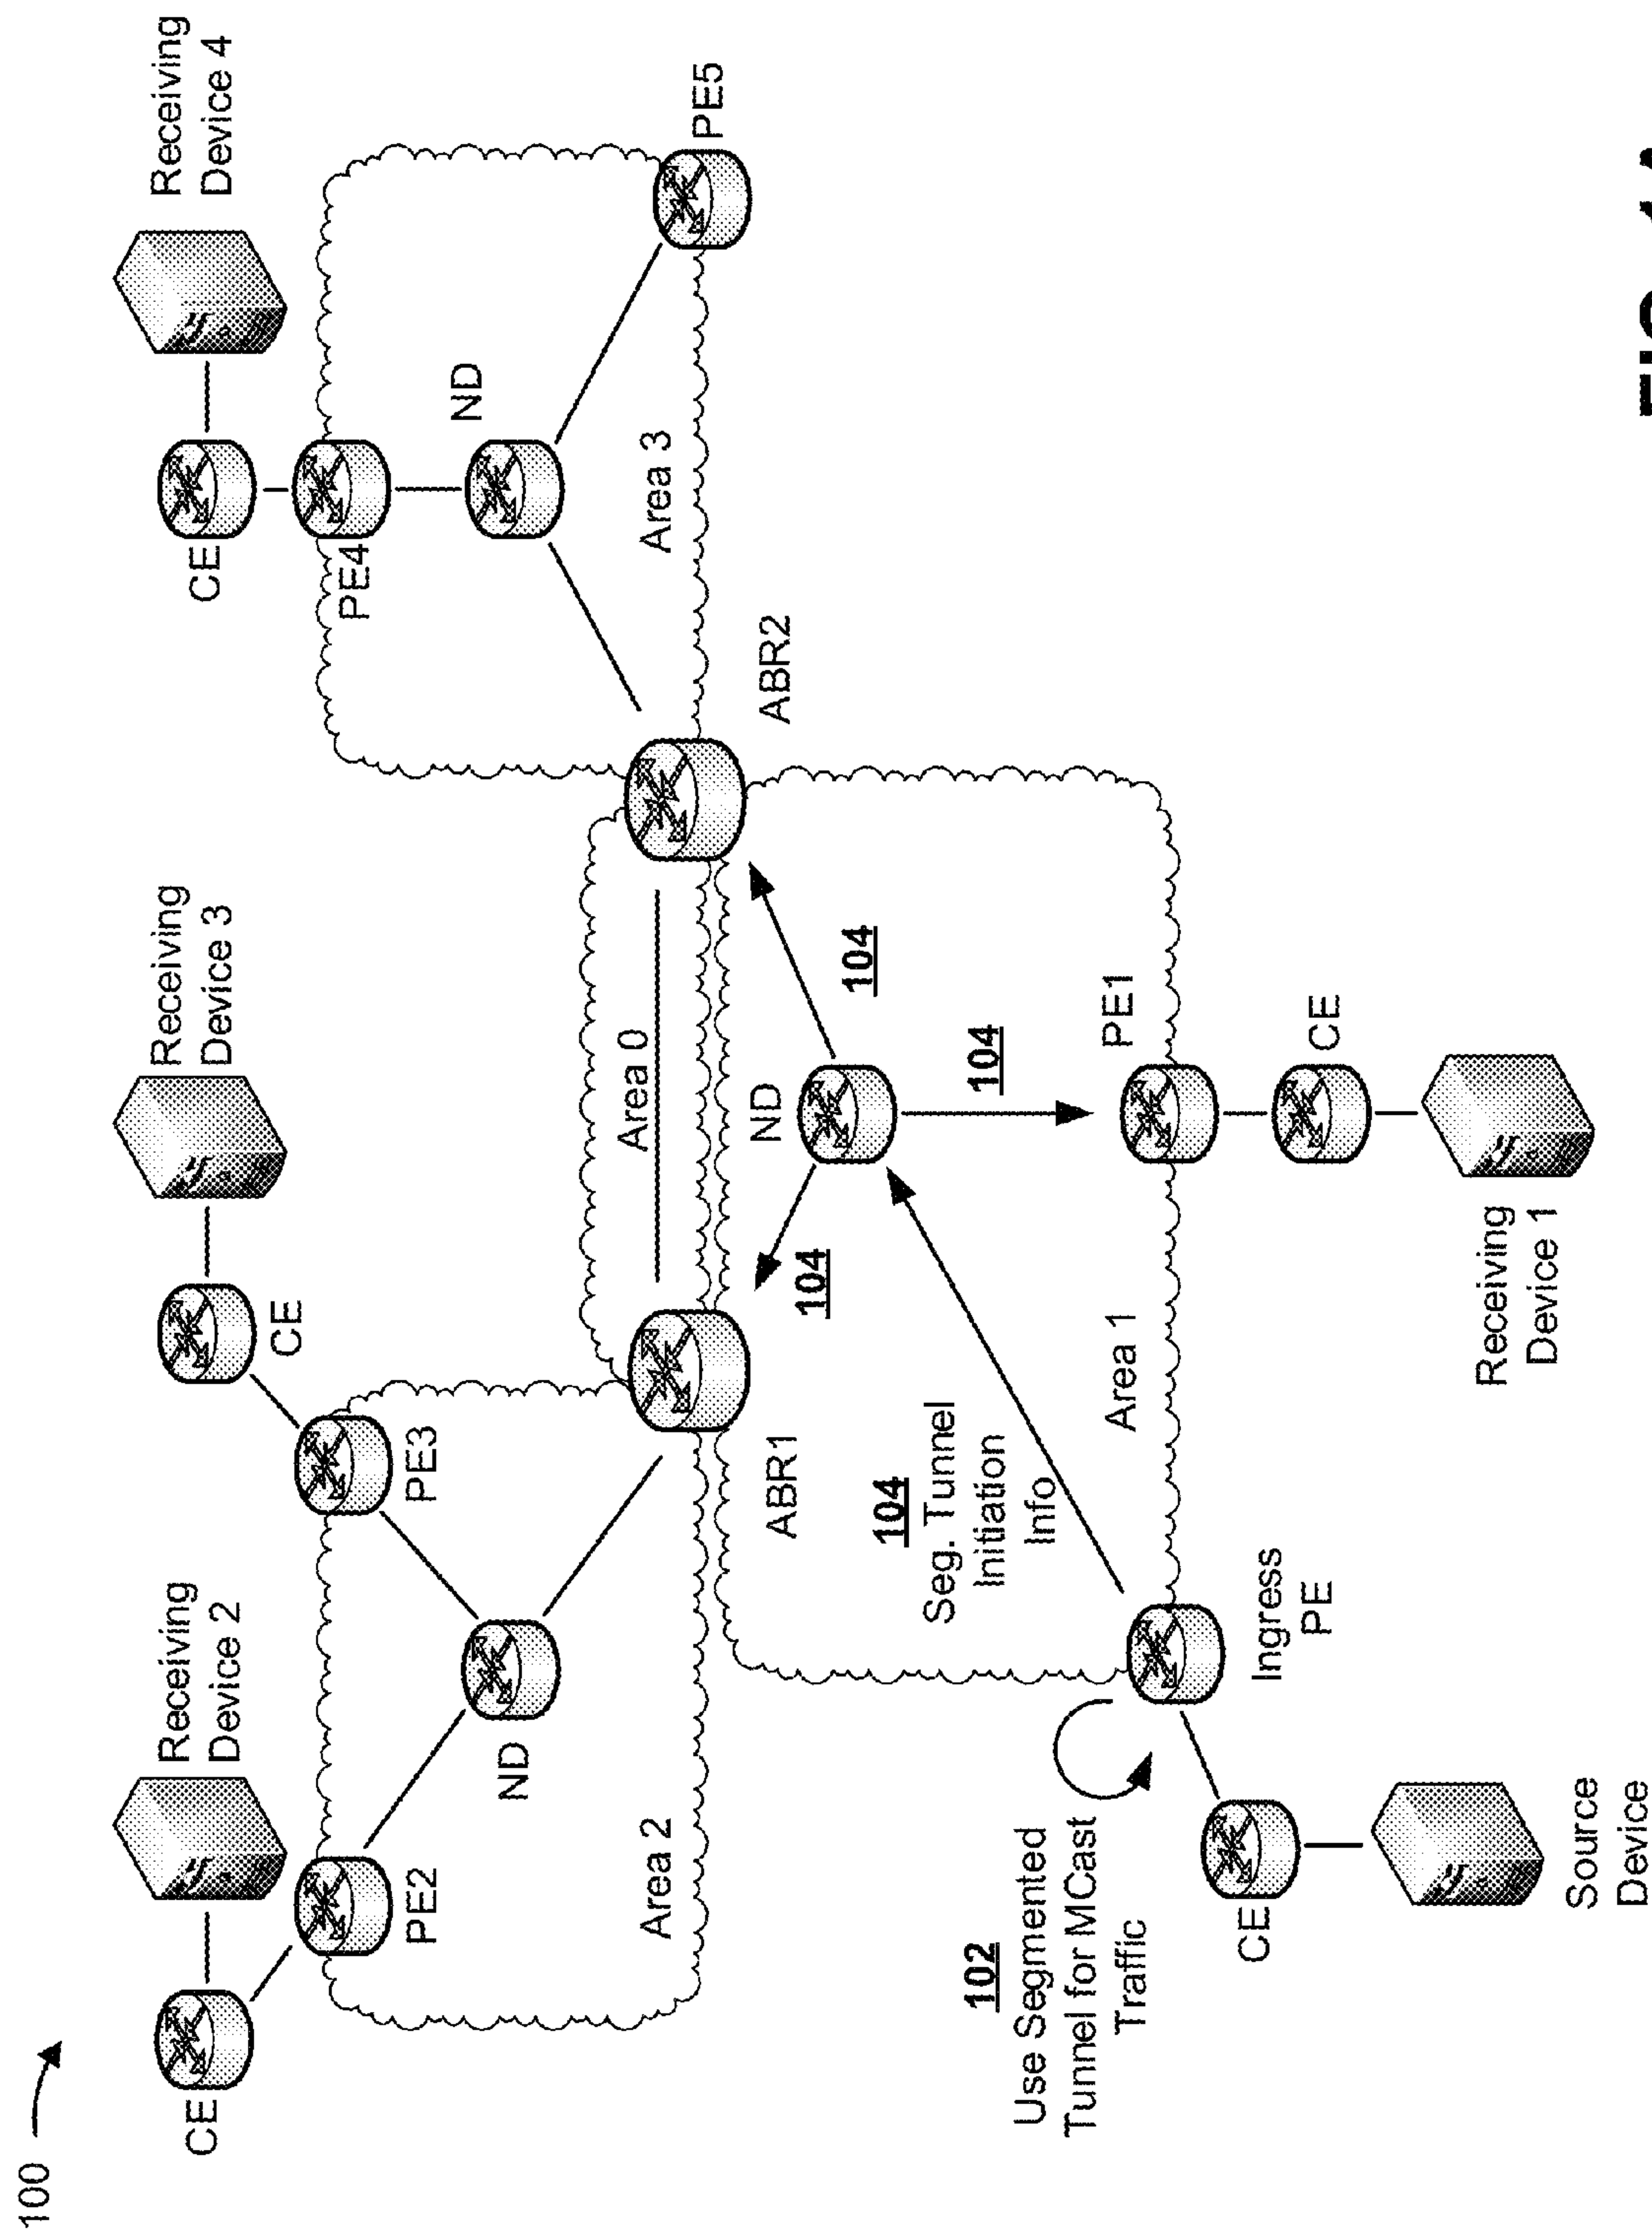 100
CE
Receiving
Device 2
PE2
ND
Area 2
PE3
CE
Receiving
Device 3
ABR1
Area 0
ABR2
CE
Receiving
Device 4
PE4
ND
Area 3
PE5
102
Use Segmented
Tunnel for MCast
Traffic
104
Seg. Tunnel
Initiation
Info
104
ND
104
104
Area 1
PE1
CE
Receiving
Device 1
Ingress
PE
CE
Source
Device